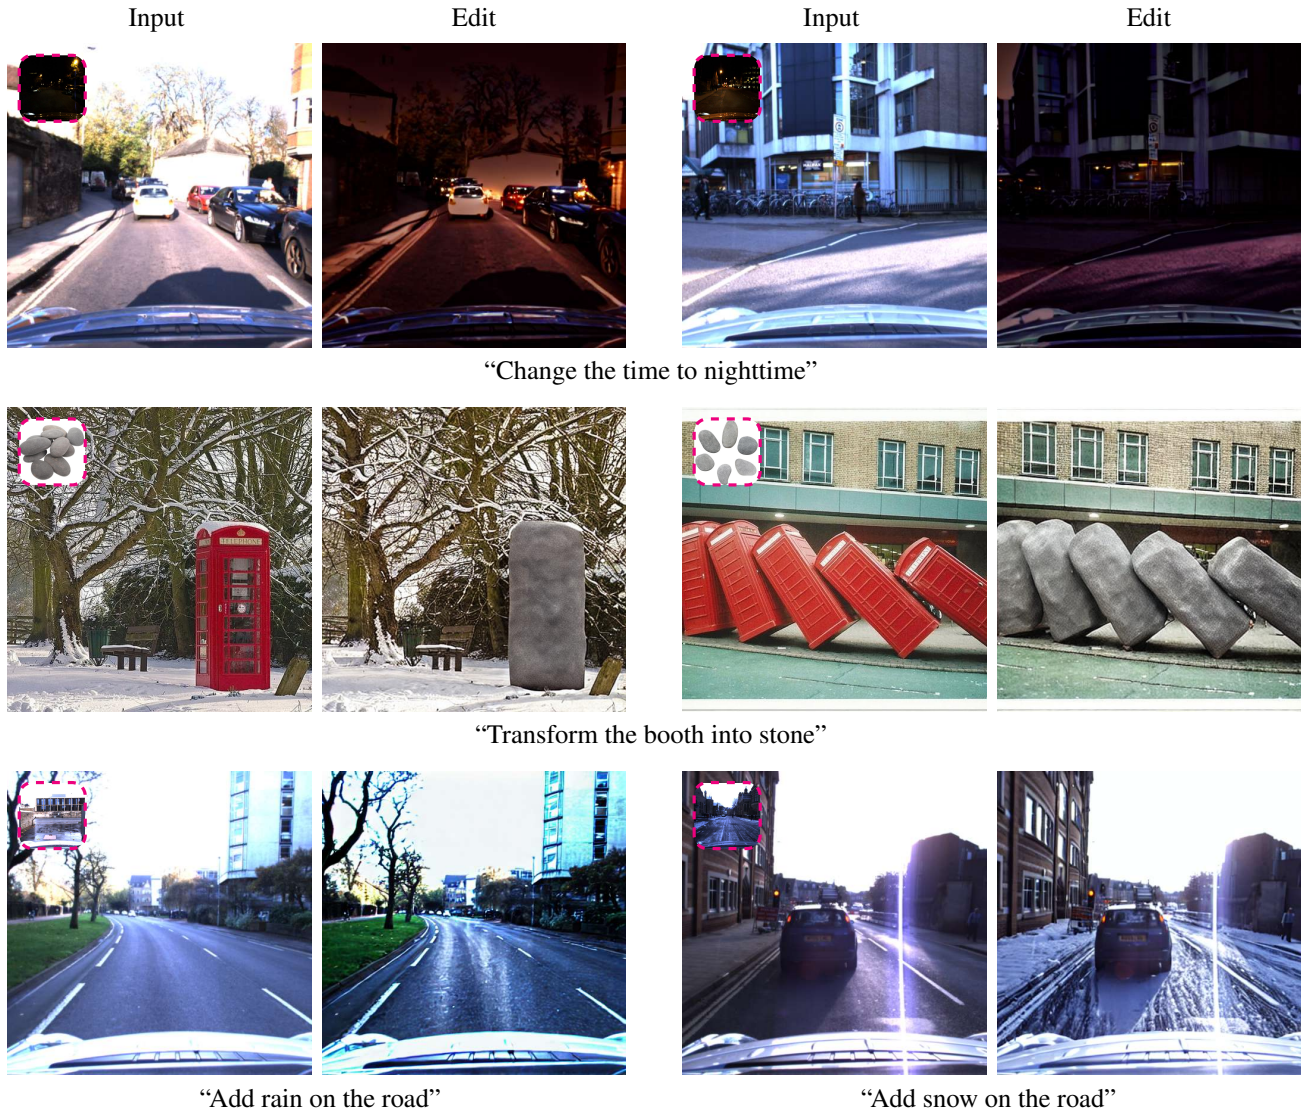 Input Edit Input Edit
“Change the time to nighttime”
TELEPHONE
“Transform the booth into stone”
“Add rain on the road” “Add snow on the road”